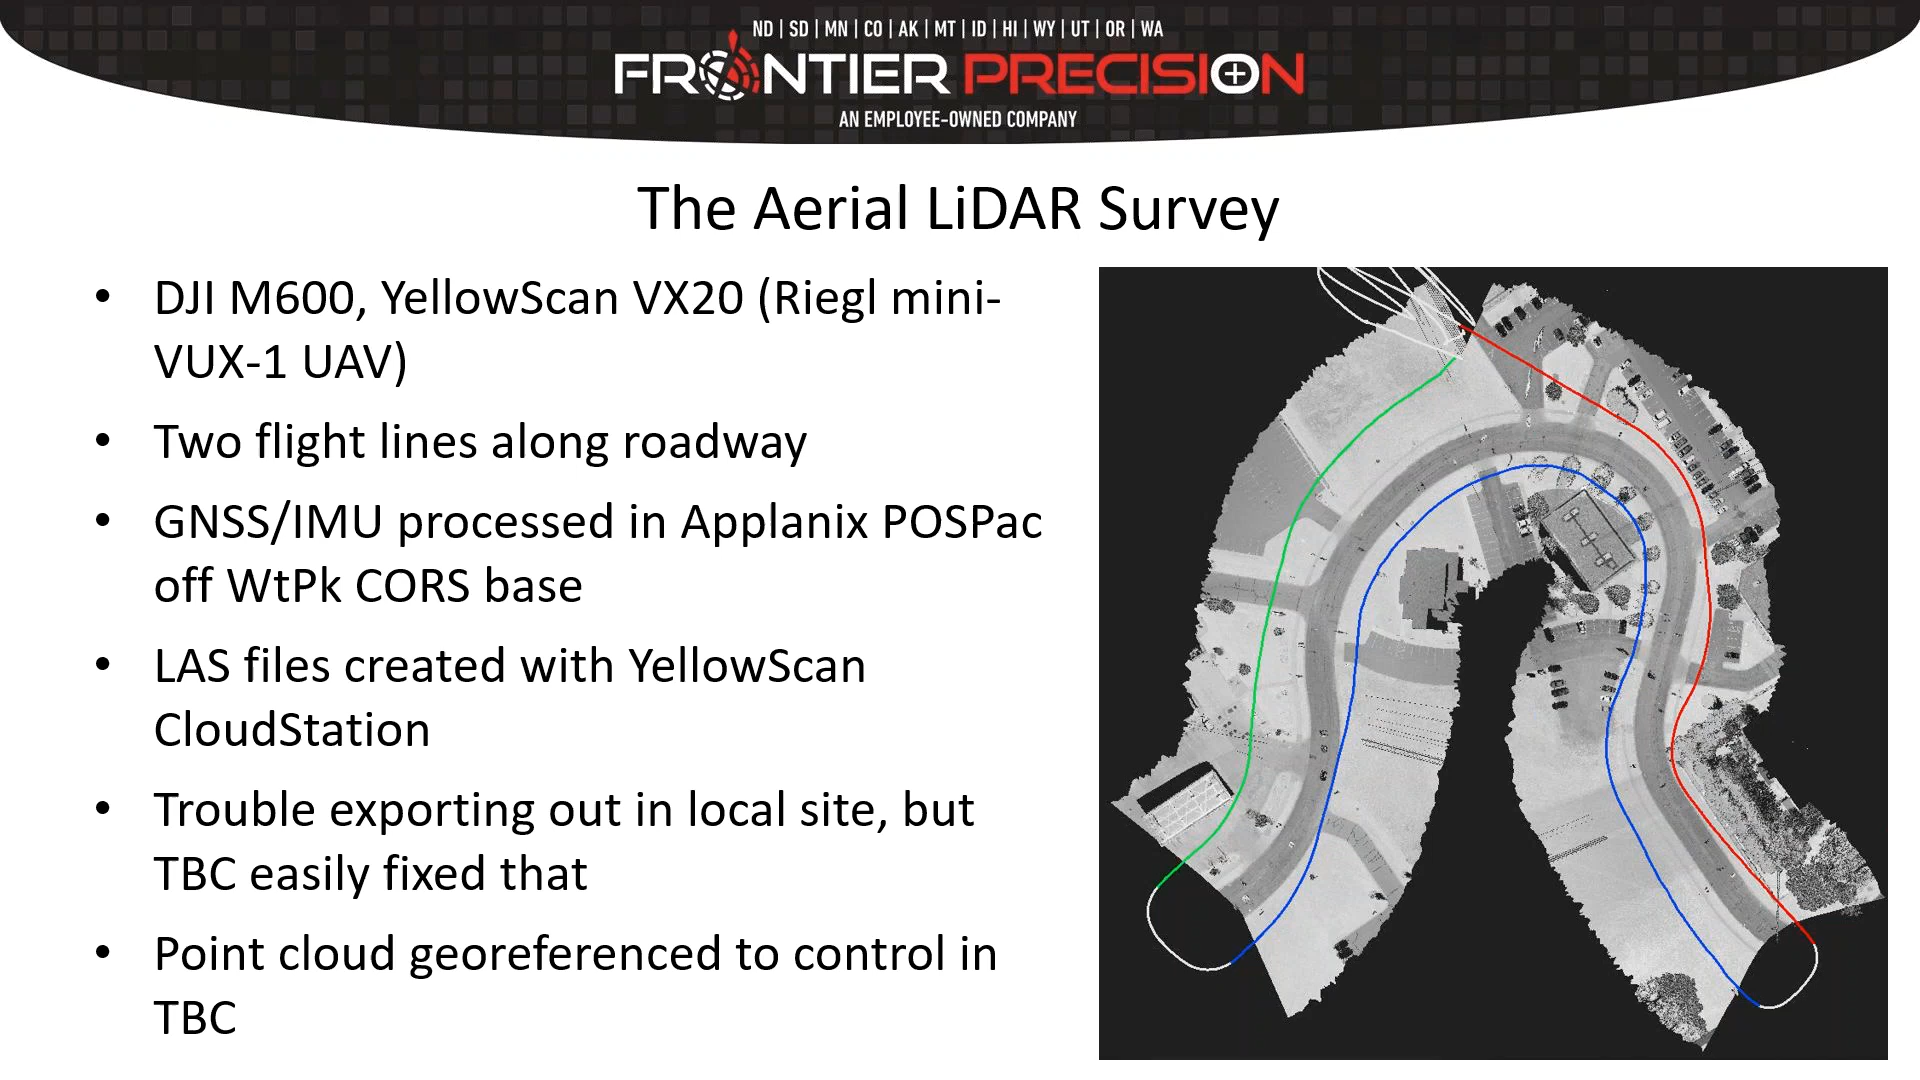 ND | SD | MN | CO | AK | MT | ID | HI | WY | UT | OR | WA
FRONTIER PRECISION
AN EMPLOYEE-OWNED COMPANY
The Aerial LiDAR Survey
• DJI M600, YellowScan VX20 (Riegl mini-
VUX-1 UAV)
• Two flight lines along roadway
• GNSS/IMU processed in Applanix POSPac
off WtPk CORS base
• LAS files created with YellowScan
CloudStation
• Trouble exporting out in local site, but
TBC easily fixed that
• Point cloud georeferenced to control in
TBC